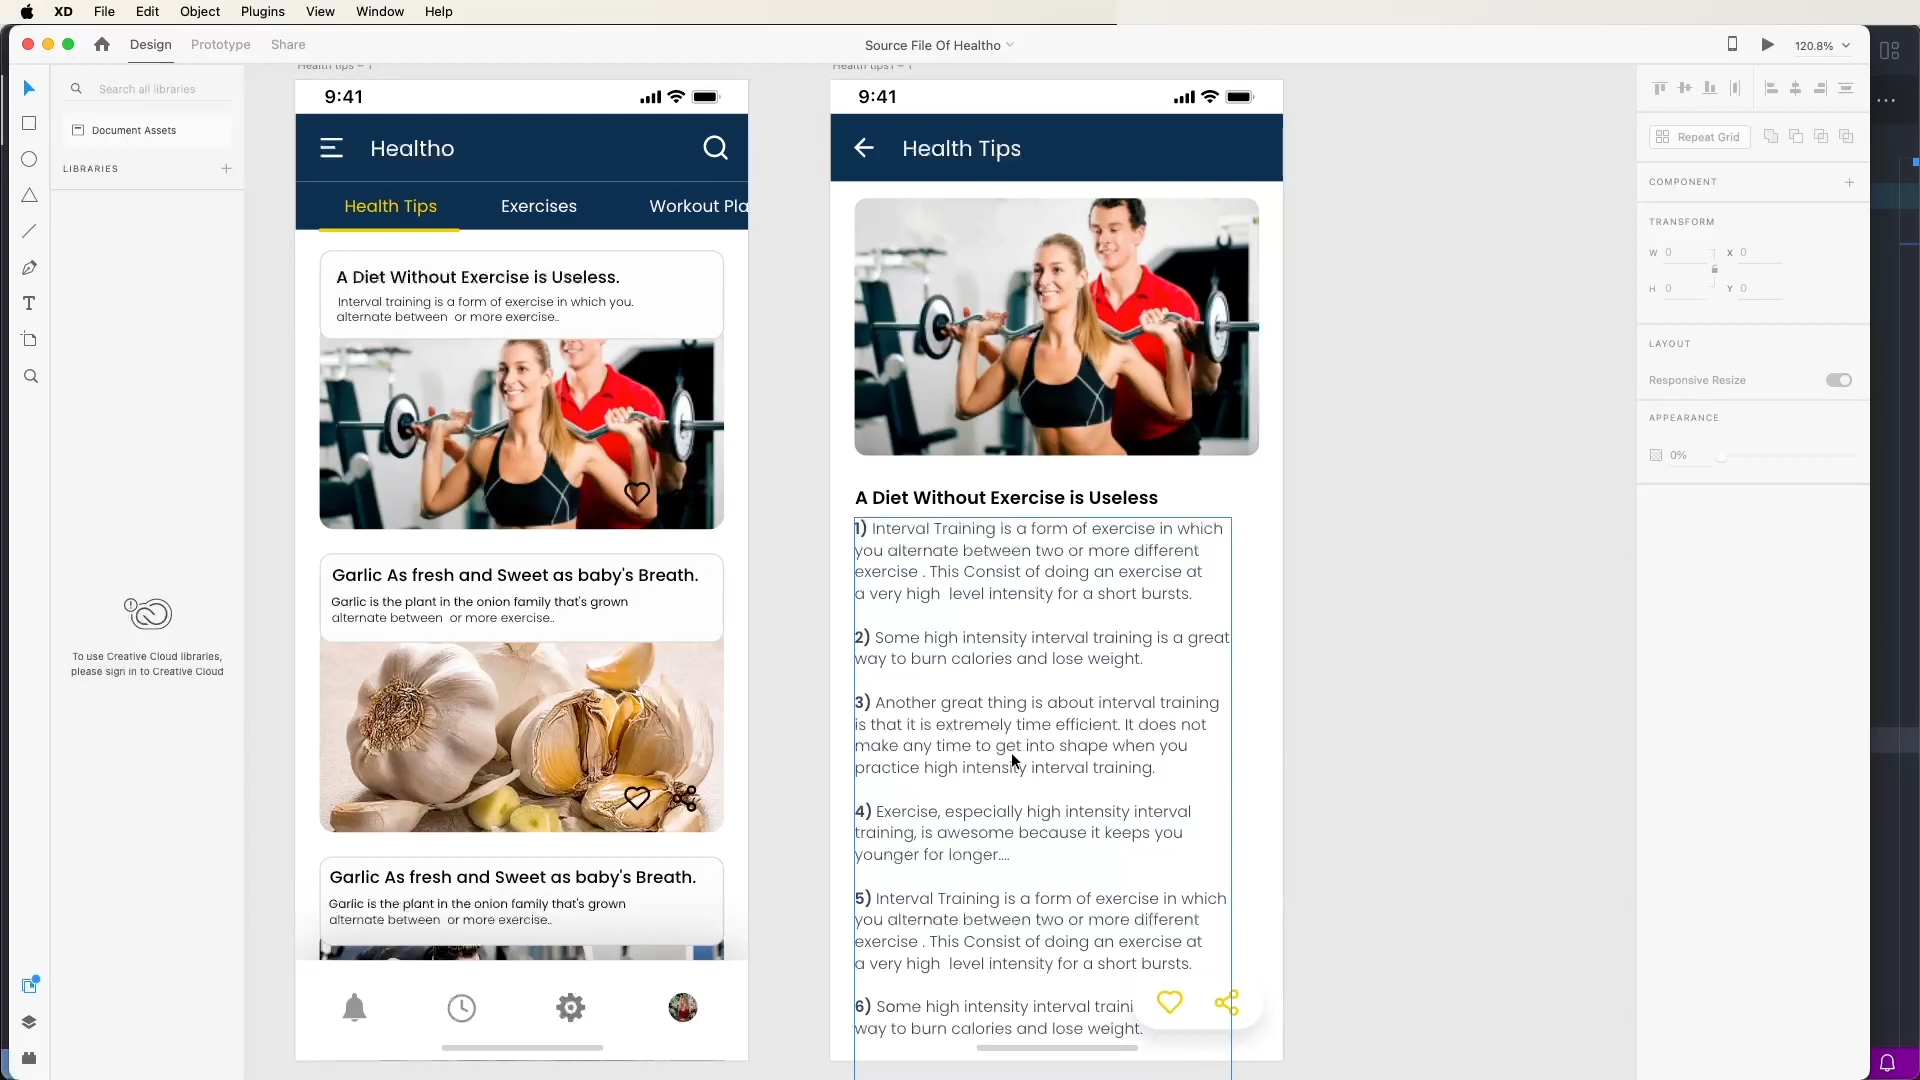 XD File Edit Object Plugins View Window Help
Design Prototype Share
Source File Of Healtho
120.8%
Search all libraries
Document Assets
LIBRARIES
To use Creative Cloud libraries,
please sign in to Creative Cloud
Health tips – 1
9:41
Healtho
Health Tips Exercises Workout Pla
A Diet Without Exercise is Useless.
Interval training is a form of exercise in which you.
alternate between  or more exercise..
Garlic As fresh and Sweet as baby's Breath.
Garlic is the plant in the onion family that's grown
alternate between  or more exercise..
Garlic As fresh and Sweet as baby's Breath.
Garlic is the plant in the onion family that's grown
alternate between  or more exercise..
Health tips1 – 1
9:41
Health Tips
A Diet Without Exercise is Useless
1) Interval Training is a form of exercise in which
you alternate between two or more different
exercise . This Consist of doing an exercise at
a very high  level intensity for a short bursts.
2) Some high intensity interval training is a great
way to burn calories and lose weight.
3) Another great thing is about interval training
is that it is extremely time efficient. It does not
make any time to get into shape when you
practice high intensity interval training.
4) Exercise, especially high intensity interval
training, is awesome because it keeps you
younger for longer....
5) Interval Training is a form of exercise in which
you alternate between two or more different
exercise . This Consist of doing an exercise at
a very high  level intensity for a short bursts.
6) Some high intensity interval traini
way to burn calories and lose weight.
Repeat Grid
COMPONENT
TRANSFORM
W 0 X 0
H 0 Y 0
LAYOUT
Responsive Resize
APPEARANCE
0%